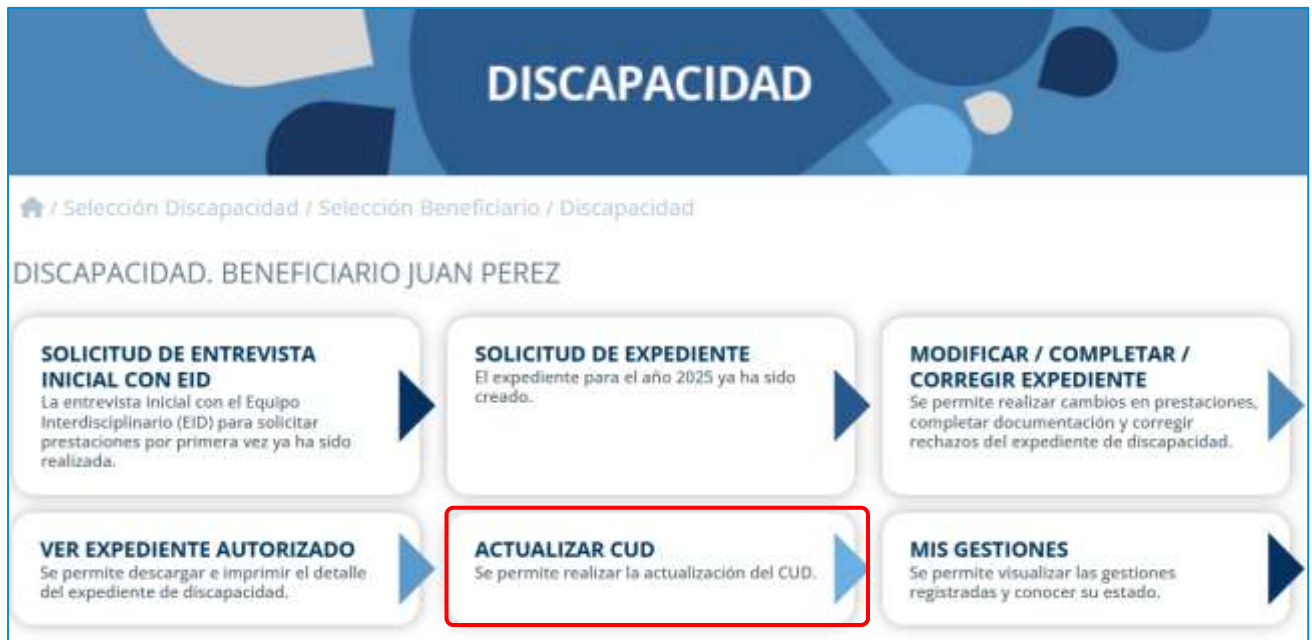 DISCAPACIDAD
/ Selección Discapacidad / Selección Beneficiario / Discapacidad
DISCAPACIDAD. BENEFICIARIO JUAN PEREZ
SOLICITUD DE ENTREVISTA
INICIAL CON EID
La entrevista inicial con el Equipo
Interdisciplinario (EID) para solicitar
prestaciones por primera vez ya ha sido
realizada.
SOLICITUD DE EXPEDIENTE
El expediente para el año 2025 ya ha sido
creado.
MODIFICAR / COMPLETAR /
CORREGIR EXPEDIENTE
Se permite realizar cambios en prestaciones,
completar documentación y corregir
rechazos del expediente de discapacidad.
VER EXPEDIENTE AUTORIZADO
Se permite descargar e imprimir el detalle
del expediente de discapacidad.
ACTUALIZAR CUD
Se permite realizar la actualización del CUD.
MIS GESTIONES
Se permite visualizar las gestiones
registradas y conocer su estado.